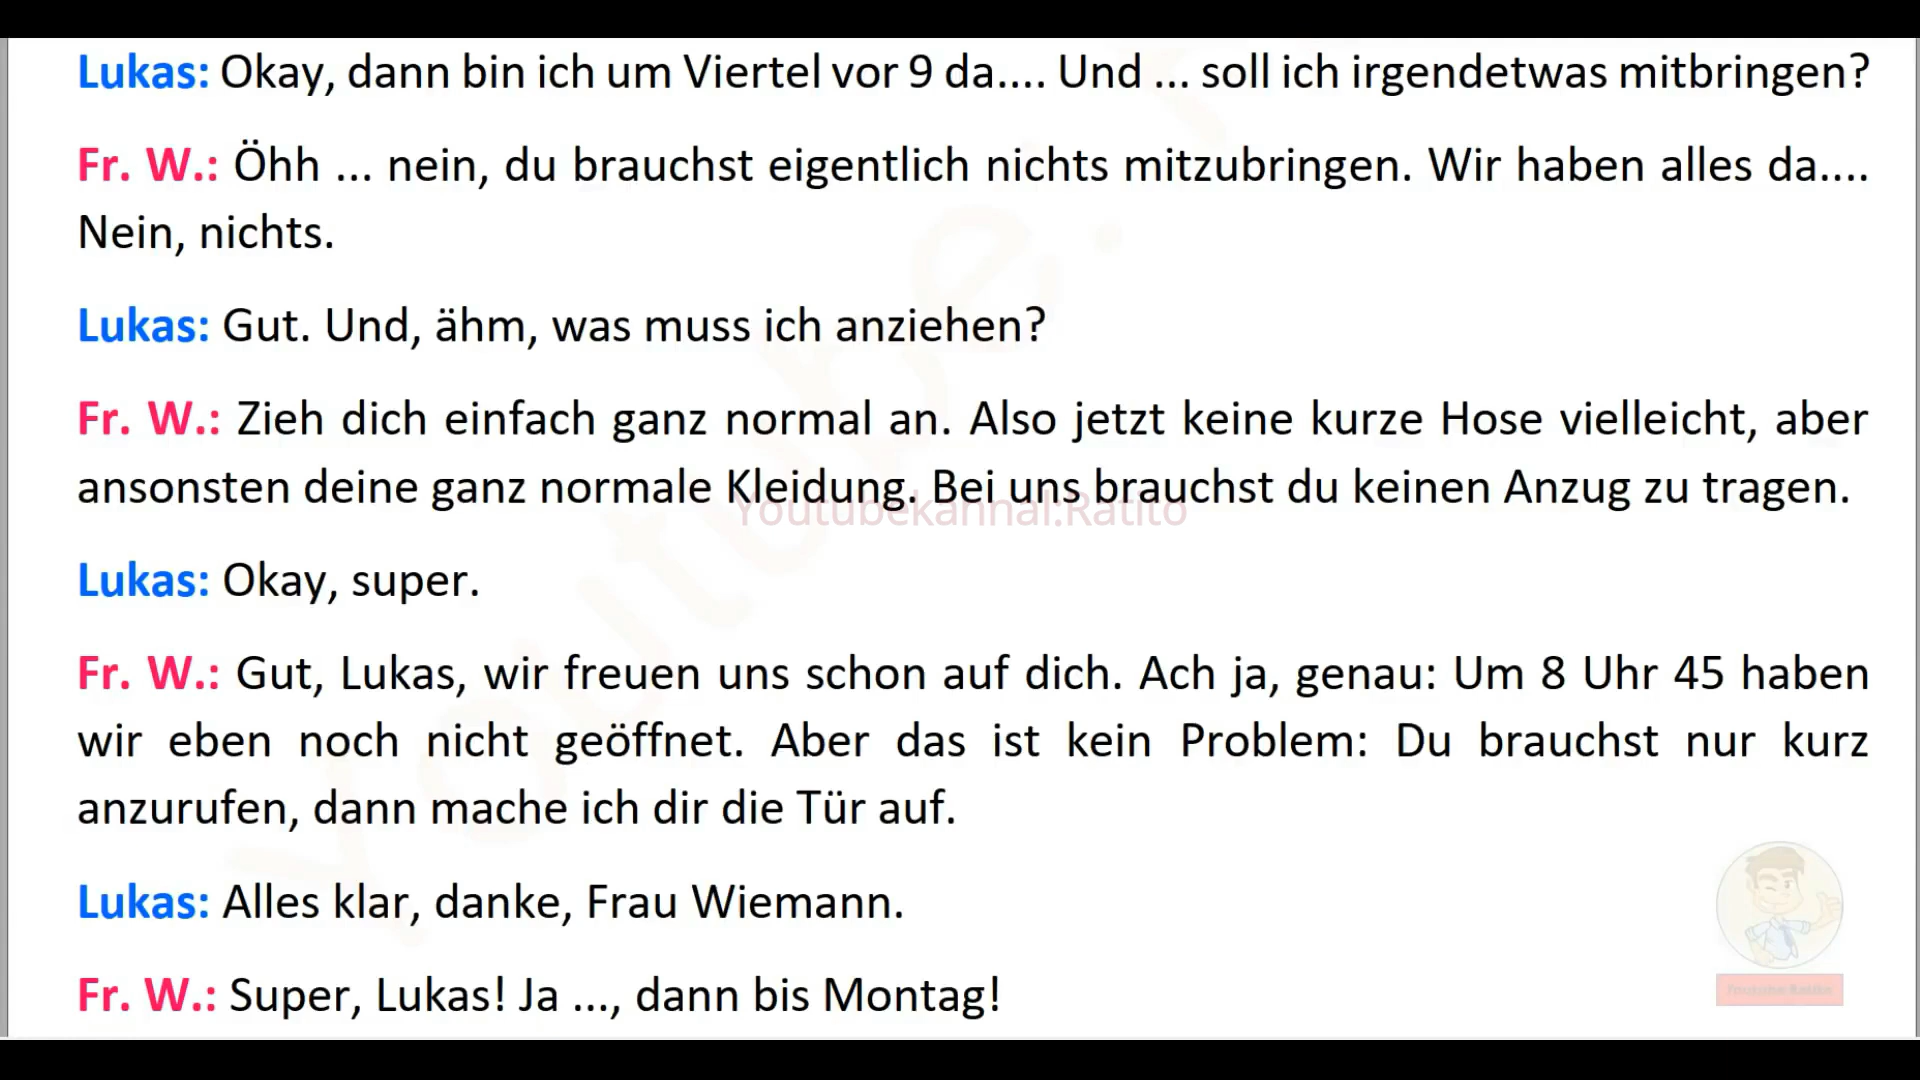 Lukas: Okay, dann bin ich um Viertel vor 9 da.... Und ... soll ich irgendetwas mitbringen?
Fr. W.: Öhh ... nein, du brauchst eigentlich nichts mitzubringen. Wir haben alles da....
Nein, nichts.
Lukas: Gut. Und, ähm, was muss ich anziehen?
Fr. W.: Zieh dich einfach ganz normal an. Also jetzt keine kurze Hose vielleicht, aber
ansonsten deine ganz normale Kleidung. Bei uns brauchst du keinen Anzug zu tragen.
Youtubekannal:Ratito
Lukas: Okay, super.
Fr. W.: Gut, Lukas, wir freuen uns schon auf dich. Ach ja, genau: Um 8 Uhr 45 haben
wir eben noch nicht geöffnet. Aber das ist kein Problem: Du brauchst nur kurz
anzurufen, dann mache ich dir die Tür auf.
Lukas: Alles klar, danke, Frau Wiemann.
Fr. W.: Super, Lukas! Ja ..., dann bis Montag!